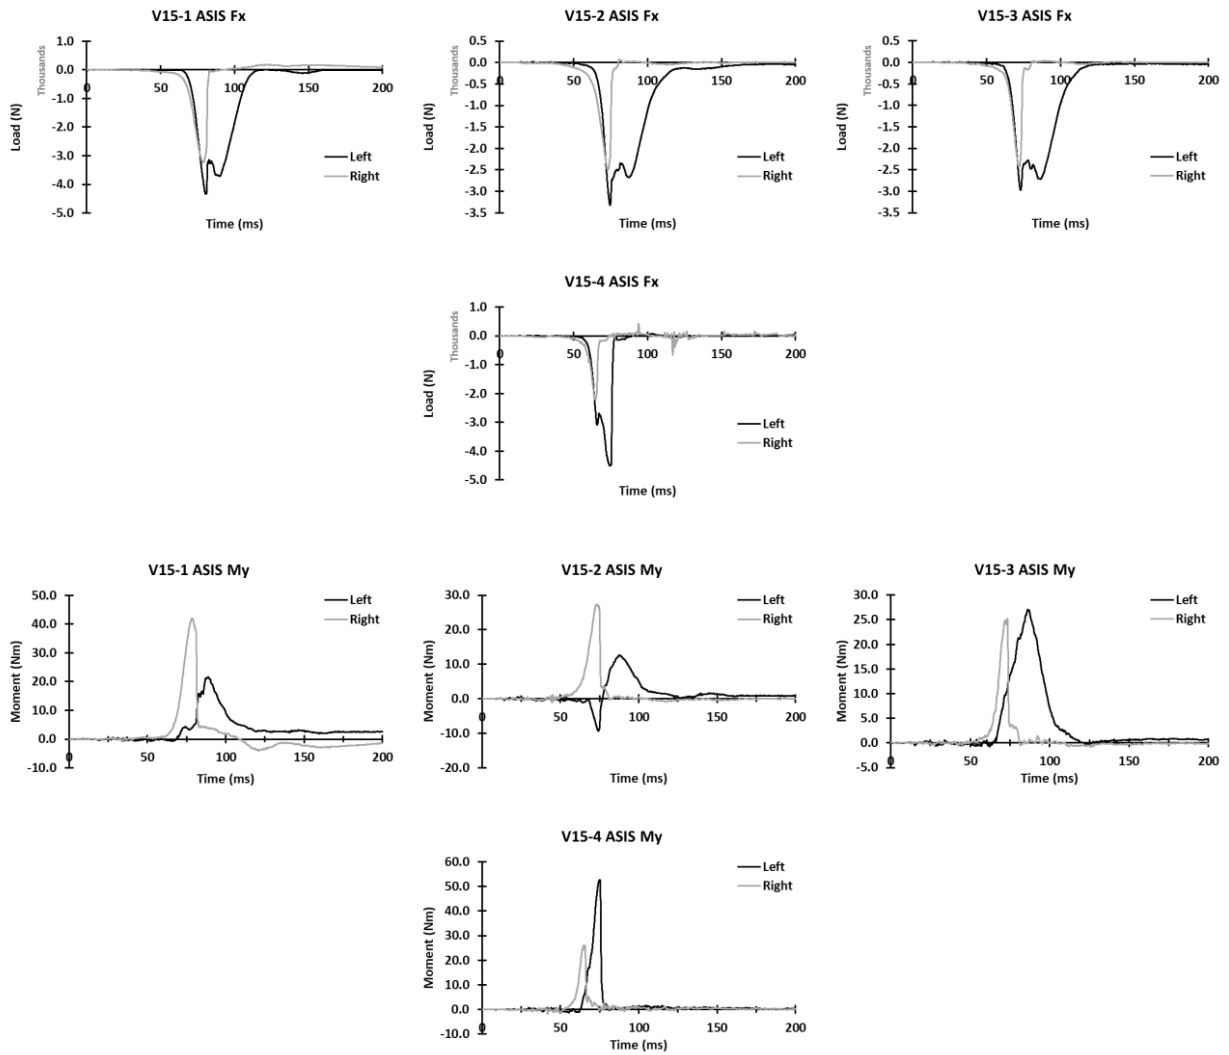 V15-1 ASIS Fx
1.0
0.0
-1.0
-2.0
-3.0
-4.0
-5.0
0 50 100 150 200
Thousands
Load (N)
Time (ms)
Left
Right
V15-2 ASIS Fx
0.5
0.0
-0.5
-1.0
-1.5
-2.0
-2.5
-3.0
-3.5
0 50 100 150 200
Thousands
Load (N)
Time (ms)
Left
Right
V15-3 ASIS Fx
0.5
0.0
-0.5
-1.0
-1.5
-2.0
-2.5
-3.0
-3.5
0 50 100 150 200
Thousands
Load (N)
Time (ms)
Left
Right
V15-4 ASIS Fx
1.0
0.0
-1.0
-2.0
-3.0
-4.0
-5.0
0 50 100 150 200
Thousands
Load (N)
Time (ms)
Left
Right
V15-1 ASIS My
50.0
40.0
30.0
20.0
10.0
0.0
-10.0
0 50 100 150 200
Moment (Nm)
Time (ms)
Left
Right
V15-2 ASIS My
30.0
20.0
10.0
0.0
-10.0
-20.0
0 50 100 150 200
Moment (Nm)
Time (ms)
Left
Right
V15-3 ASIS My
30.0
25.0
20.0
15.0
10.0
5.0
0.0
-5.0
0 50 100 150 200
Moment (Nm)
Time (ms)
Left
Right
V15-4 ASIS My
60.0
50.0
40.0
30.0
20.0
10.0
0.0
-10.0
0 50 100 150 200
Moment (Nm)
Time (ms)
Left
Right